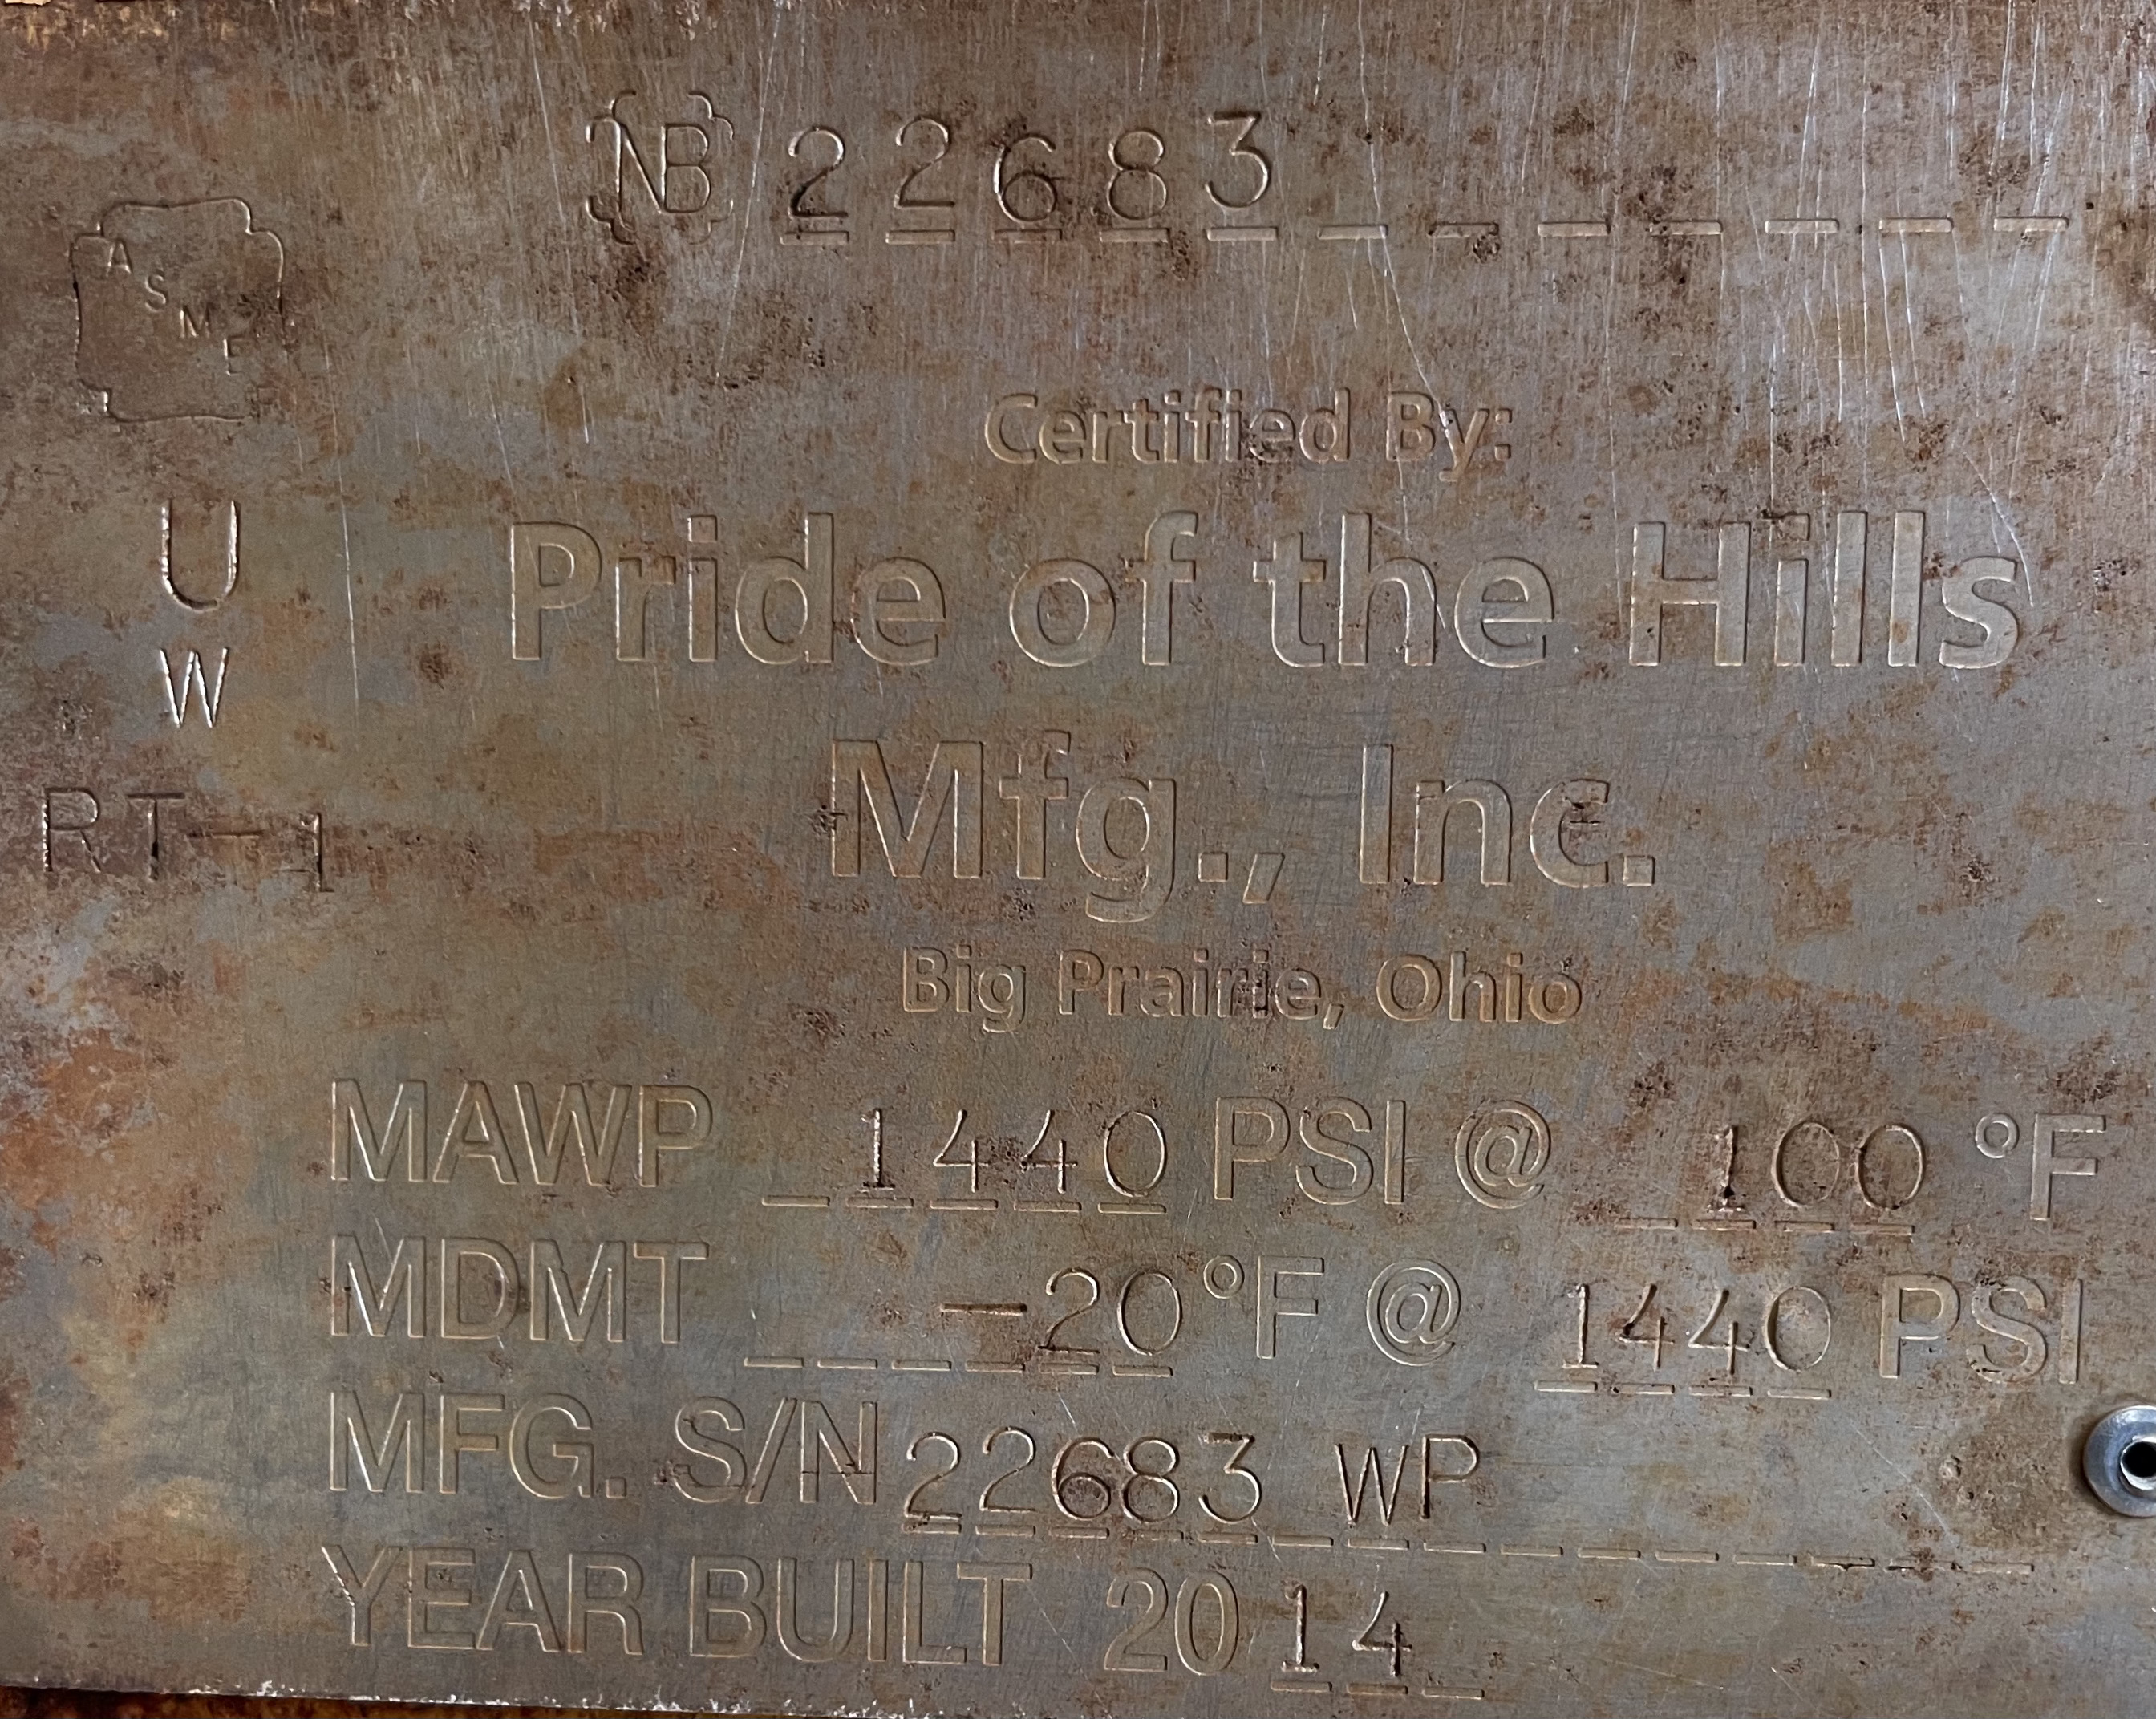 NB 22683
ASME
Certified By:
U
Pride of the Hills
W
Mfg., Inc.
RT-1
Big Prairie, Ohio
MAWP 1440 PSI @ 100 °F
MDMT -20 °F @ 1440 PSI
MFG. S/N 22683 WP
YEAR BUILT 2014